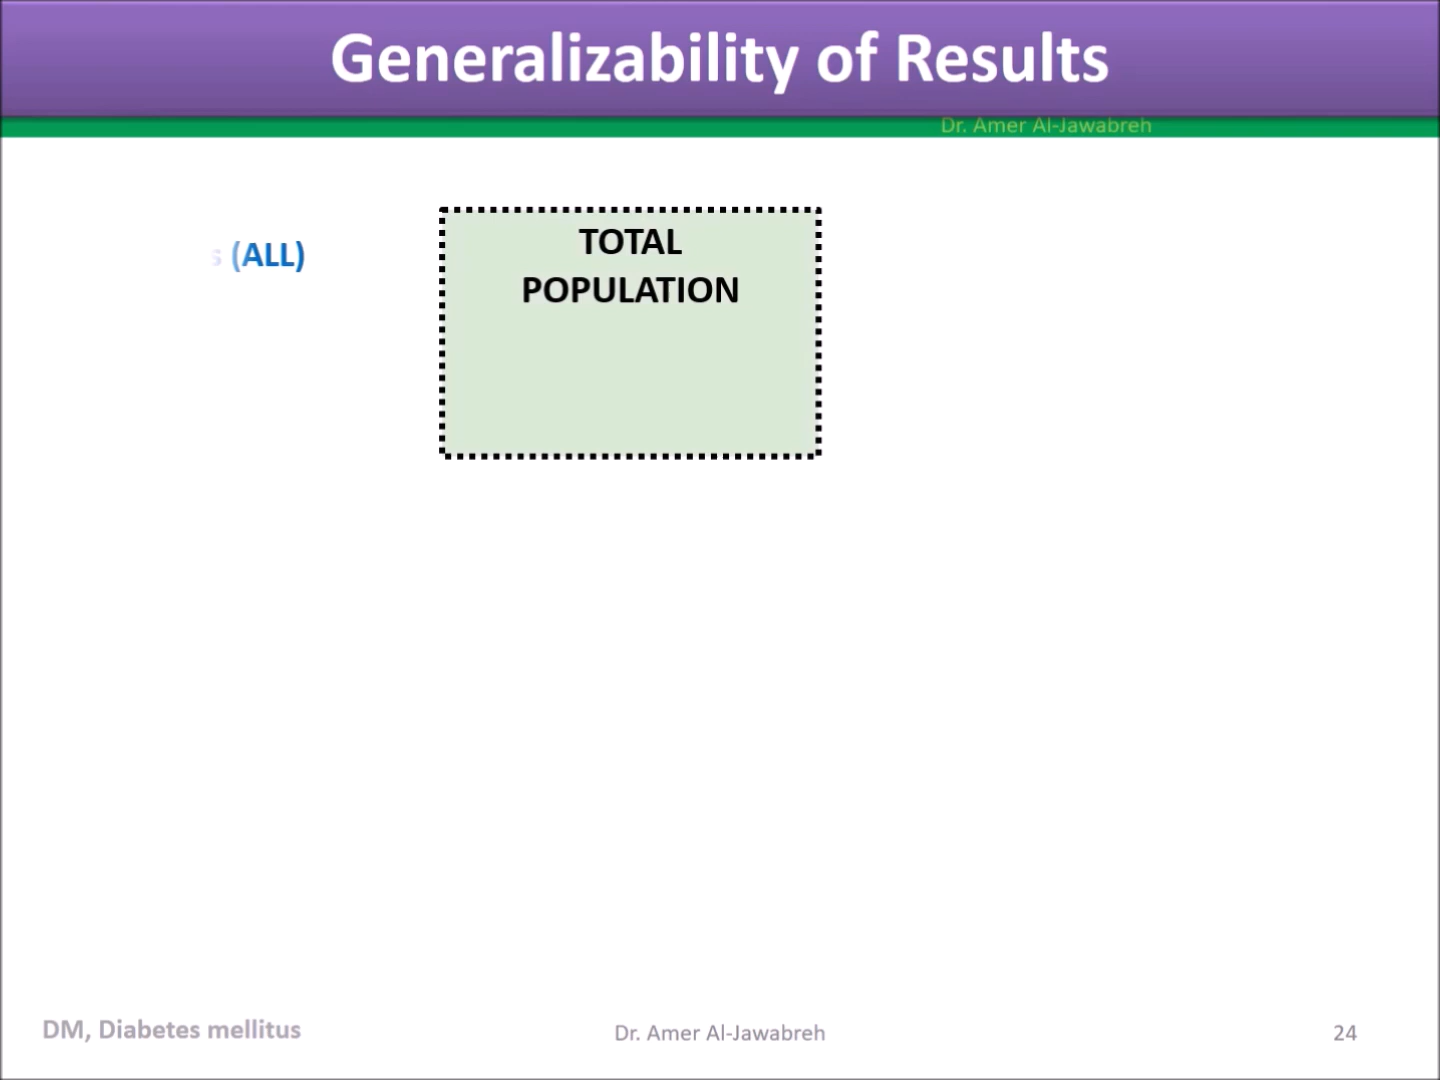 Generalizability of Results
Dr. Amer Al-Jawabreh
(ALL)
TOTAL
POPULATION
DM, Diabetes mellitus
Dr. Amer Al-Jawabreh
24